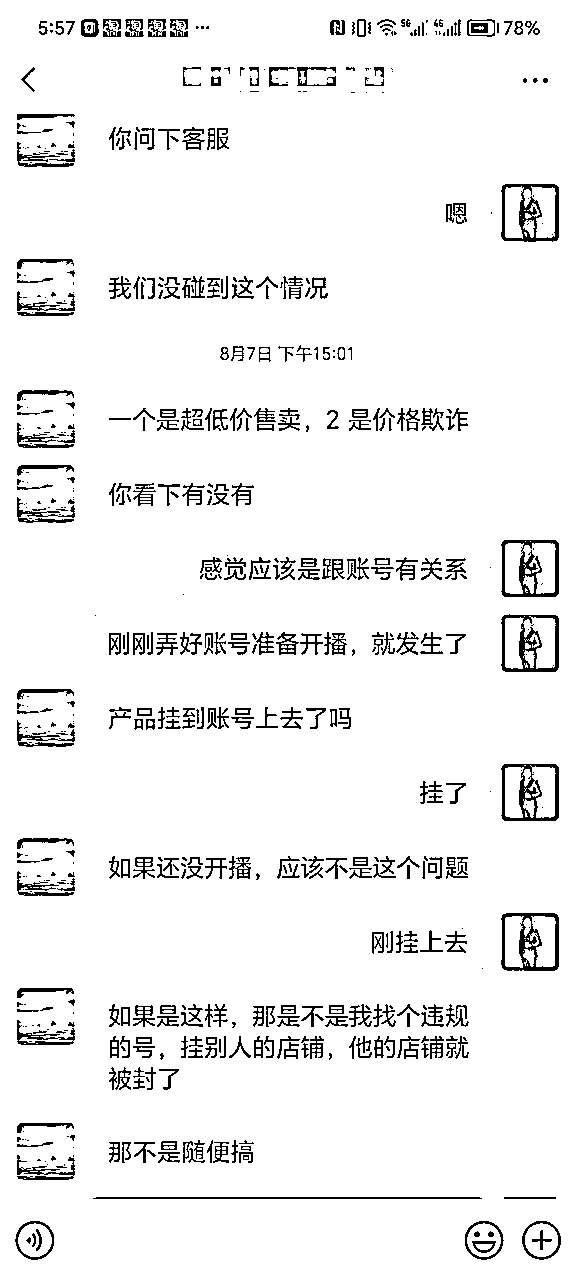 5:57
78%
你问下客服
嗯
我们没碰到这个情况
8月7日 下午15:01
一个是超低价售卖，2 是价格欺诈
你看下有没有
感觉应该是跟账号有关系
刚刚弄好账号准备开播，就发生了
产品挂到账号上去了吗
挂了
如果还没开播，应该不是这个问题
刚挂上去
如果是这样，那是不是我找个违规
的号，挂别人的店铺，他的店铺就
被封了
那不是随便搞